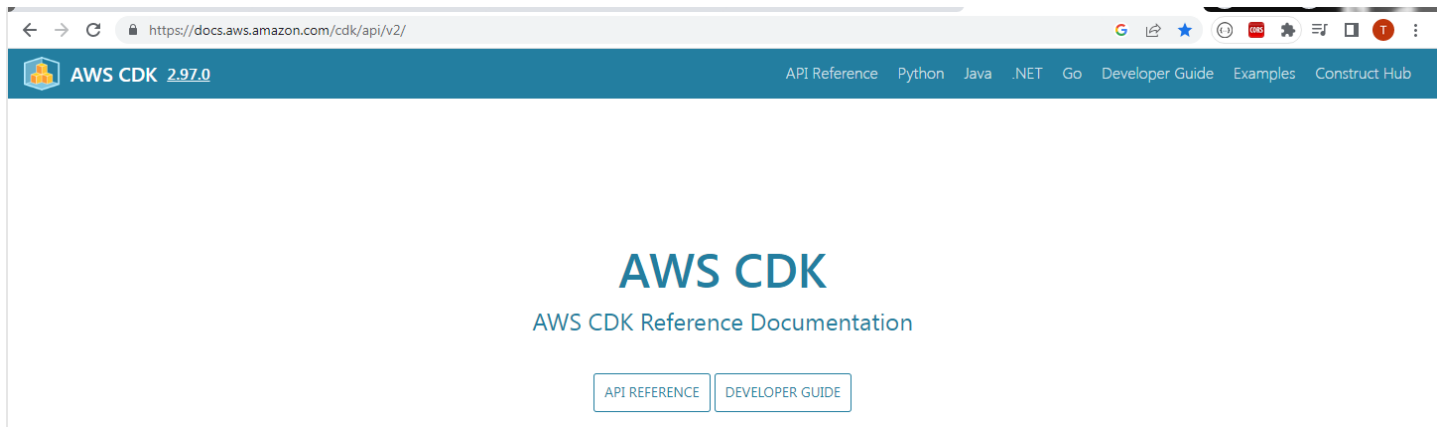 https://docs.aws.amazon.com/cdk/api/v2/
G CORS T
AWS CDK 2.97.0 API Reference Python Java .NET Go Developer Guide Examples Construct Hub
AWS CDK
AWS CDK Reference Documentation
API REFERENCE DEVELOPER GUIDE